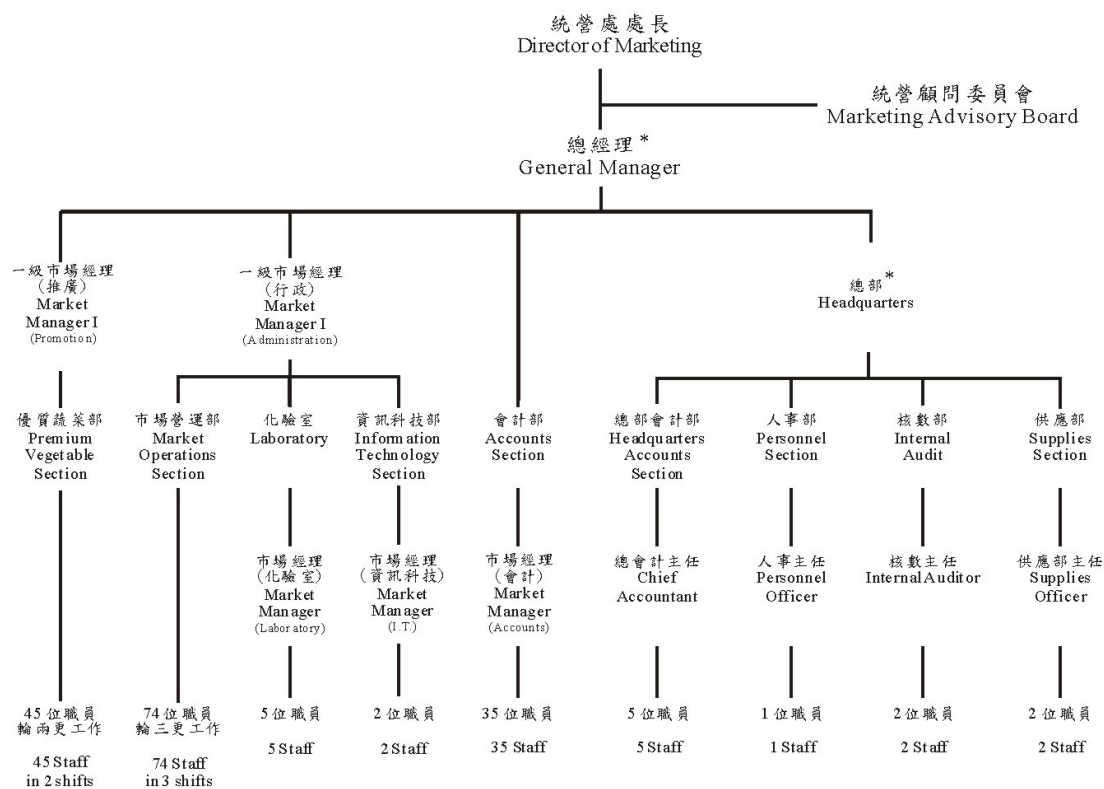 統營處處長
Director of Marketing
統營顧問委員會
Marketing Advisory Board
總經理*
General Manager
一級市場經理
(推廣)
Market
Manager I
(Promotion)
一級市場經理
(行政)
Market
Manager I
(Administration)
總部*
Headquarters
優質蔬菜部
Premium
Vegetable
Section
市場營運部
Market
Operations
Section
化驗室
Laboratory
資訊科技部
Information
Technology
Section
會計部
Accounts
Section
總部會計部
Headquarters
Accounts
Section
人事部
Personnel
Section
核數部
Internal
Audit
供應部
Supplies
Section
市場經理
(化驗室)
Market
Manager
(Laboratory)
市場經理
(資訊科技)
Market
Manager
(I.T.)
市場經理
(會計)
Market
Manager
(Accounts)
總會計主任
Chief
Accountant
人事主任
Personnel
Officer
核數主任
Internal Auditor
供應部主任
Supplies
Officer
45位職員
輪兩更工作
45 Staff
in 2 shifts
74位職員
輪三更工作
74 Staff
in 3 shifts
5位職員
5 Staff
2位職員
2 Staff
35位職員
35 Staff
5位職員
5 Staff
1位職員
1 Staff
2位職員
2 Staff
2位職員
2 Staff